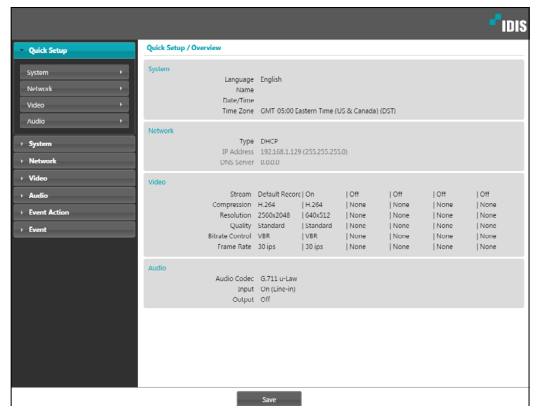 IDIS
Quick Setup
System
Network
Video
Audio
System
Network
Video
Audio
Event Action
Event
Quick Setup / Overview
System
Language English
Name
Date/Time
Time Zone GMT-05:00 Eastern Time (US & Canada) (DST)
Network
Type DHCP
IP Address 192.168.1.129 (255.255.255.0)
DNS Server 0.0.0.0
Video
Stream Default Record | On | Off | Off | Off | Off
Compression H.264 | H.264 | None | None | None | None
Resolution 2560x2048 | 640x512 | None | None | None | None
Quality Standard | Standard | None | None | None | None
Bitrate Control VBR | VBR | None | None | None | None
Frame Rate 30 ips | 30 ips | None | None | None | None
Audio
Audio Codec G.711 u-Law
Input On (Line-in)
Output Off
Save